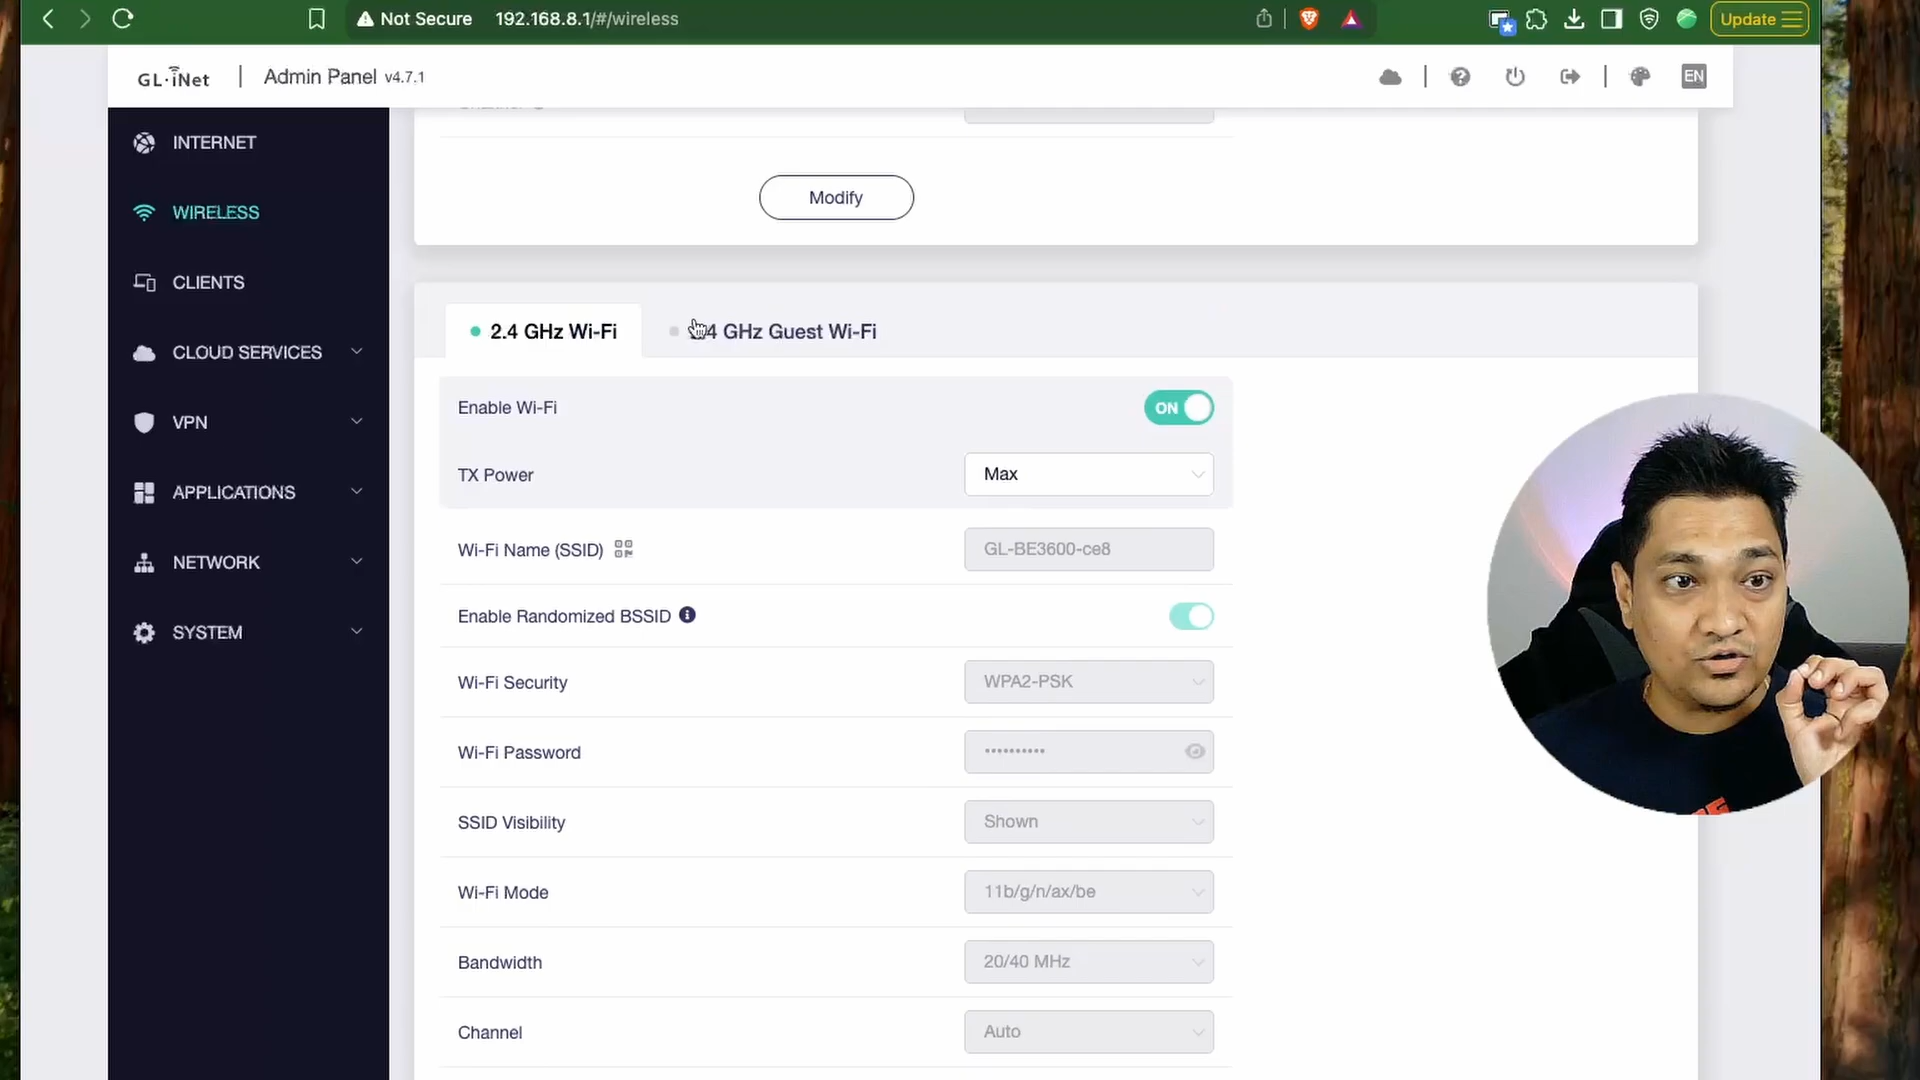 Not Secure 192.168.8.1/#/wireless
Update
GL·iNet | Admin Panel v4.7.1
EN
INTERNET
WIRELESS
CLIENTS
CLOUD SERVICES
VPN
APPLICATIONS
NETWORK
SYSTEM
Modify
2.4 GHz Wi-Fi
4 GHz Guest Wi-Fi
Enable Wi-Fi ON
TX Power Max
Wi-Fi Name (SSID) GL-BE3600-ce8
Enable Randomized BSSID
Wi-Fi Security WPA2-PSK
Wi-Fi Password ••••••••••
SSID Visibility Shown
Wi-Fi Mode 11b/g/n/ax/be
Bandwidth 20/40 MHz
Channel Auto